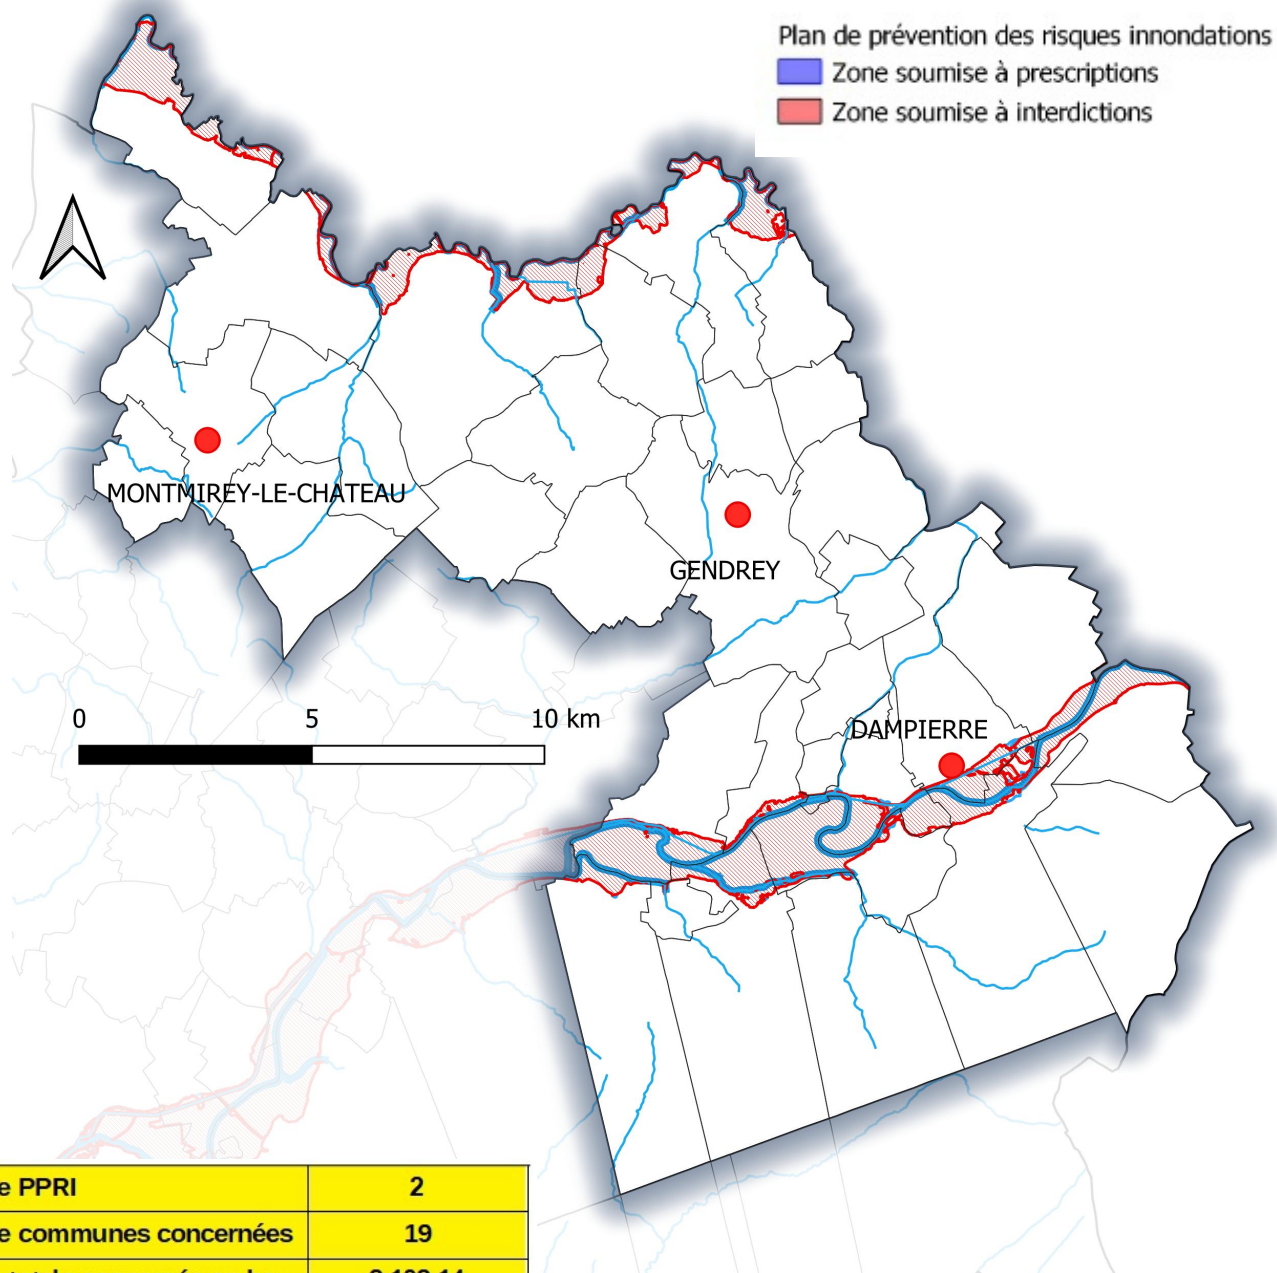 Plan de prévention des risques innondations
Zone soumise à prescriptions
Zone soumise à interdictions
MONTMIREY-LE-CHATEAU
GENDREY
0 5 10 km
DAMPIERRE
e PPRI 2
e communes concernées 19